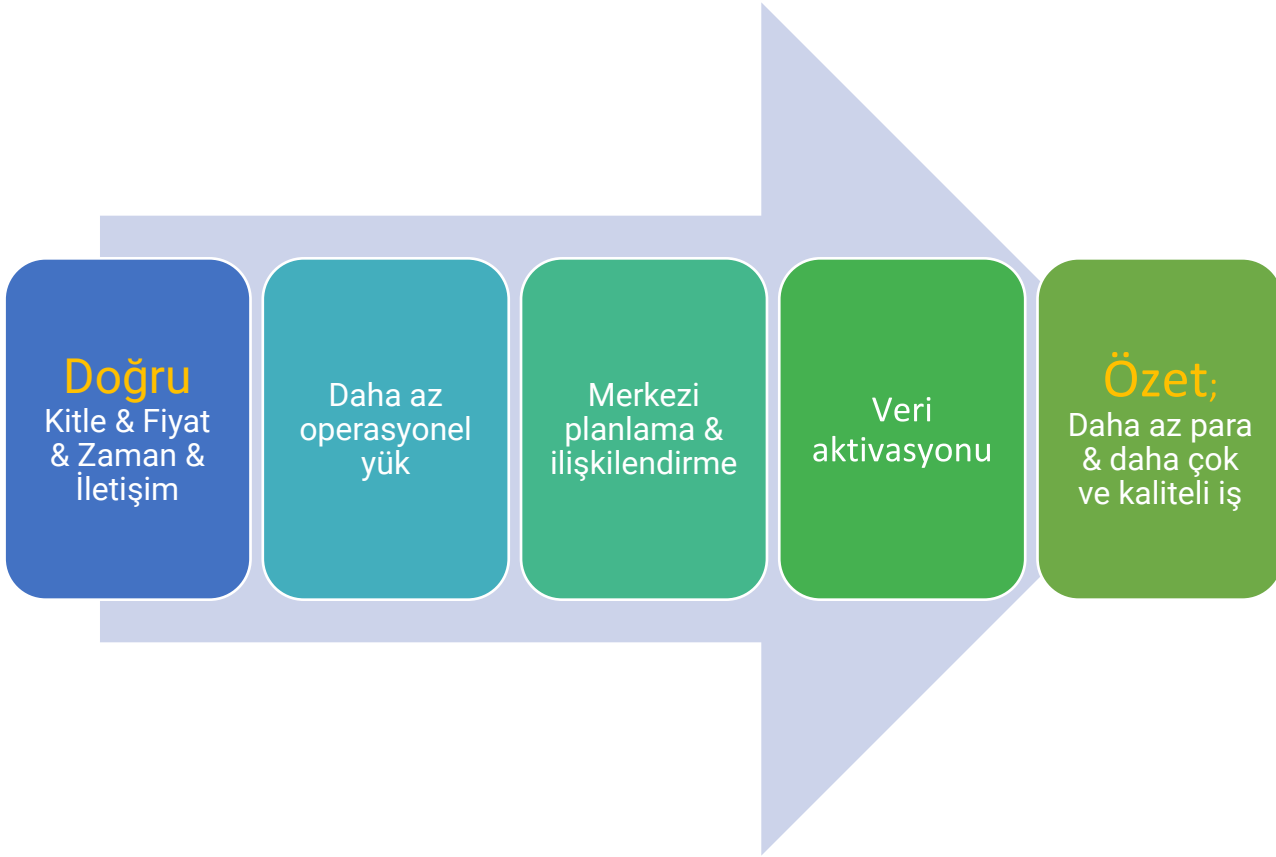 Doğru
Kitle & Fiyat
& Zaman &
İletişim
Daha az
operasyonel
yük
Merkezi
planlama &
ilişkilendirme
Veri
aktivasyonu
Özet;
Daha az para
& daha çok
ve kaliteli iş